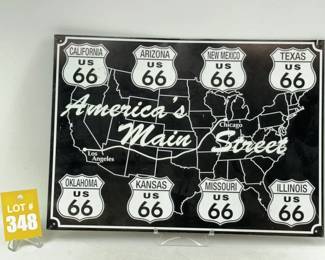 CALIFORNIA ARIZONA NEW MEXICO TEXAS
US US US US
66 66 66 66
America's
Chicago
Main Street
Los
Angeles
OKLAHOMA KANSAS MISSOURI ILLINOIS
US US US US
66 66 66 66
LOT #
348